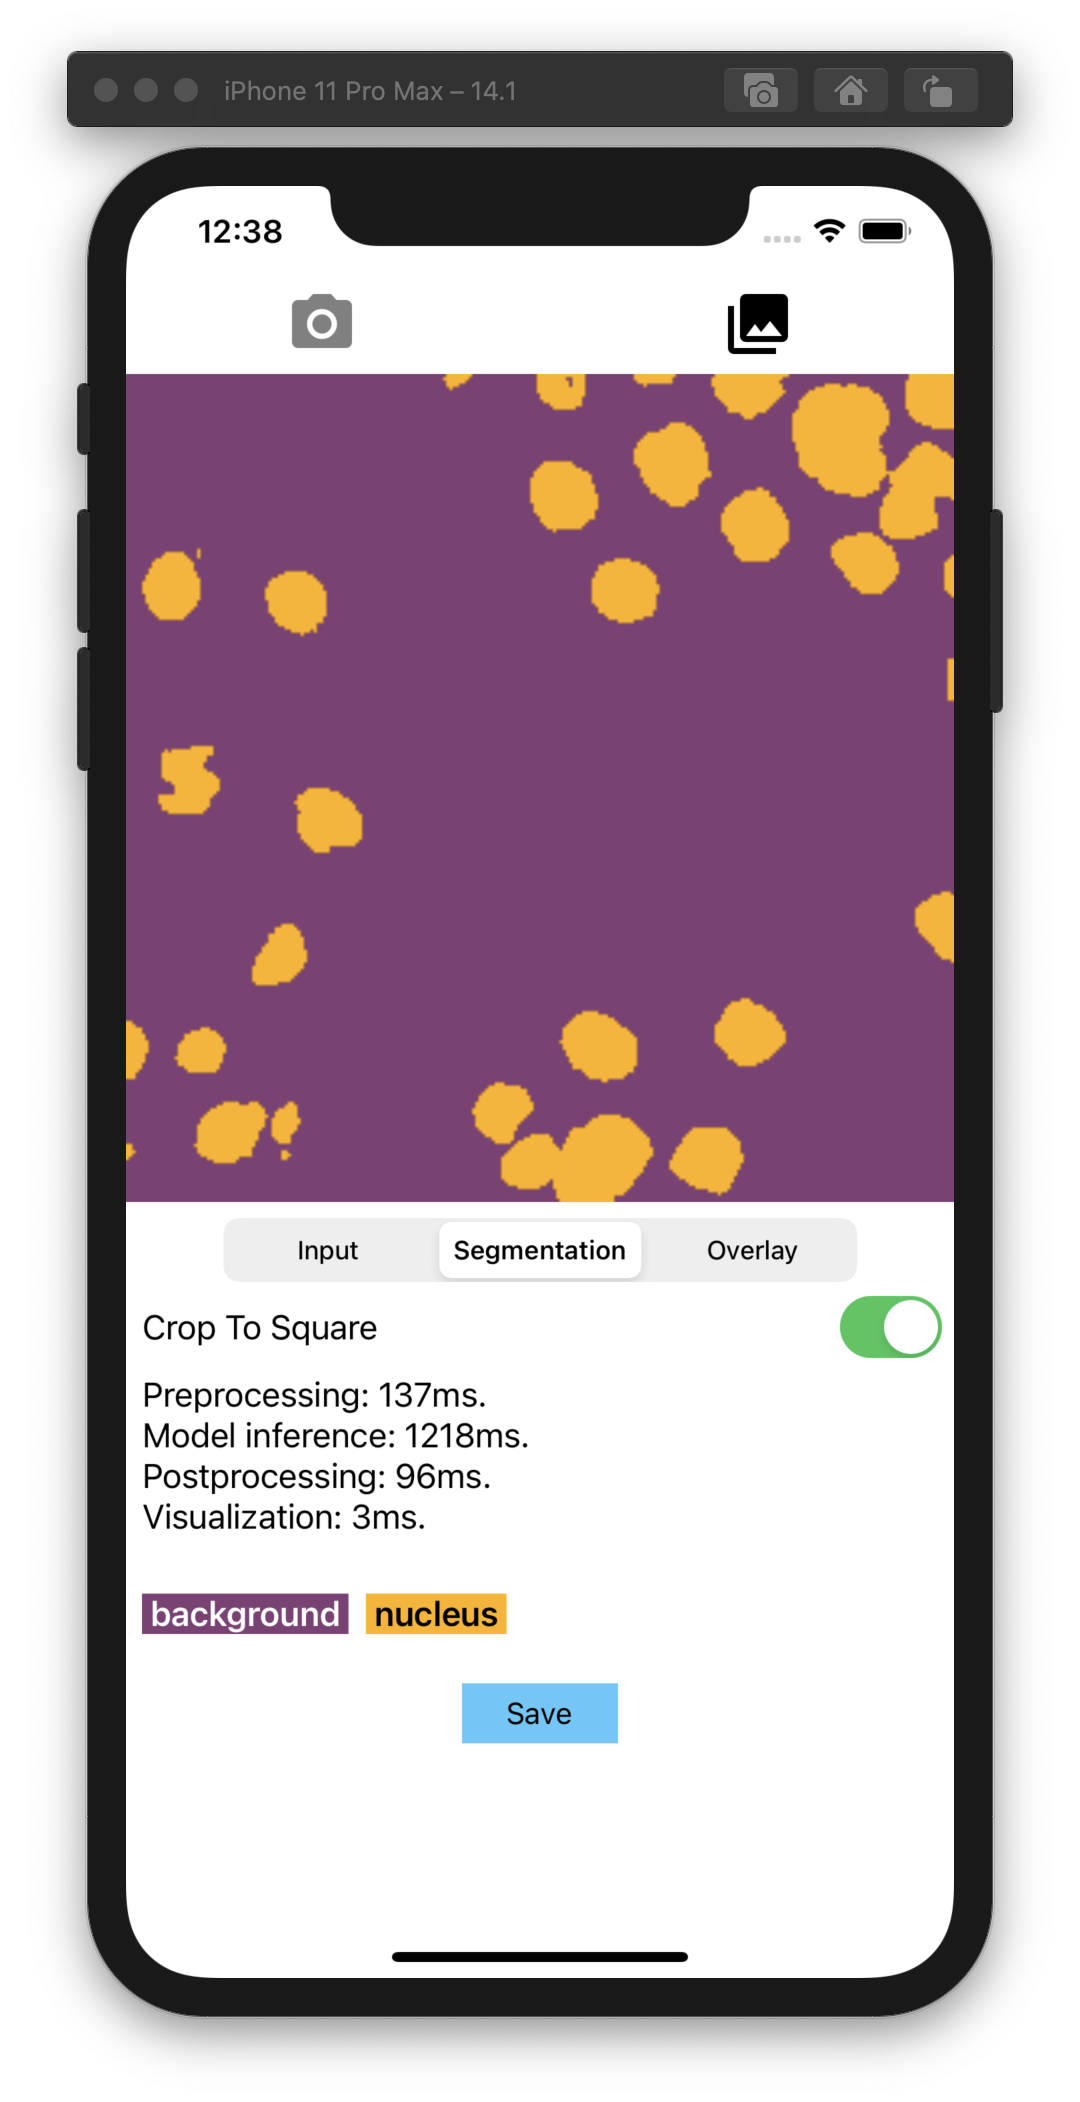 iPhone 11 Pro Max – 14.1
12:38
Input Segmentation Overlay
Crop To Square
Preprocessing: 137ms.
Model inference: 1218ms.
Postprocessing: 96ms.
Visualization: 3ms.
background nucleus
Save